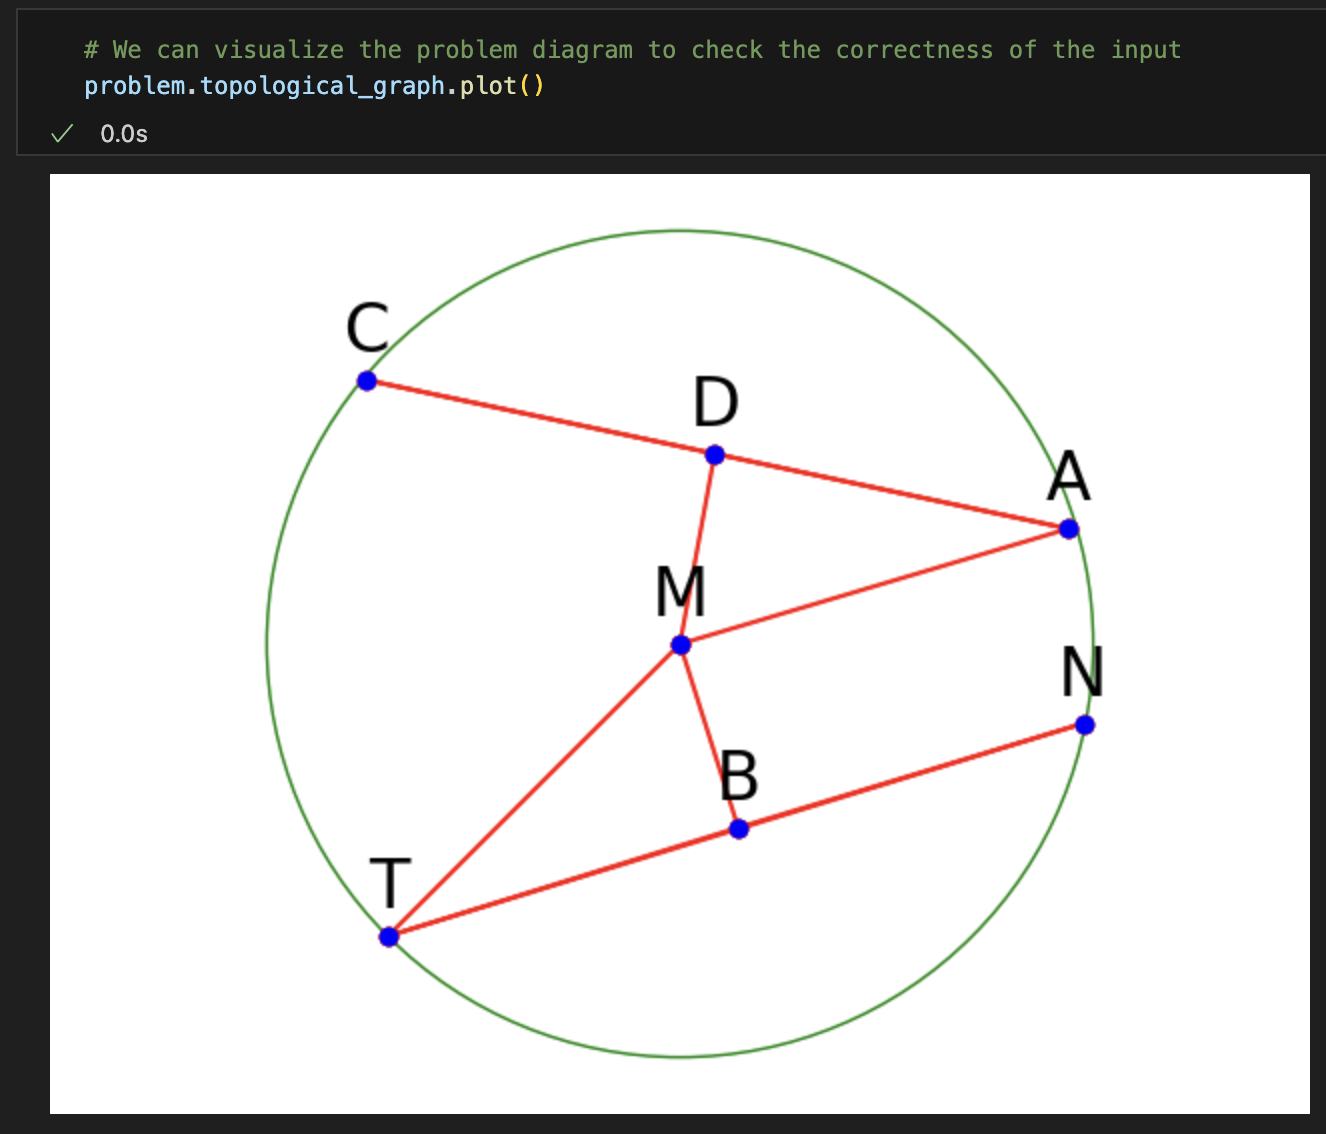 # We can visualize the problem diagram to check the correctness of the input
problem.topological_graph.plot()
0.0s
C
D
A
M
N
B
T